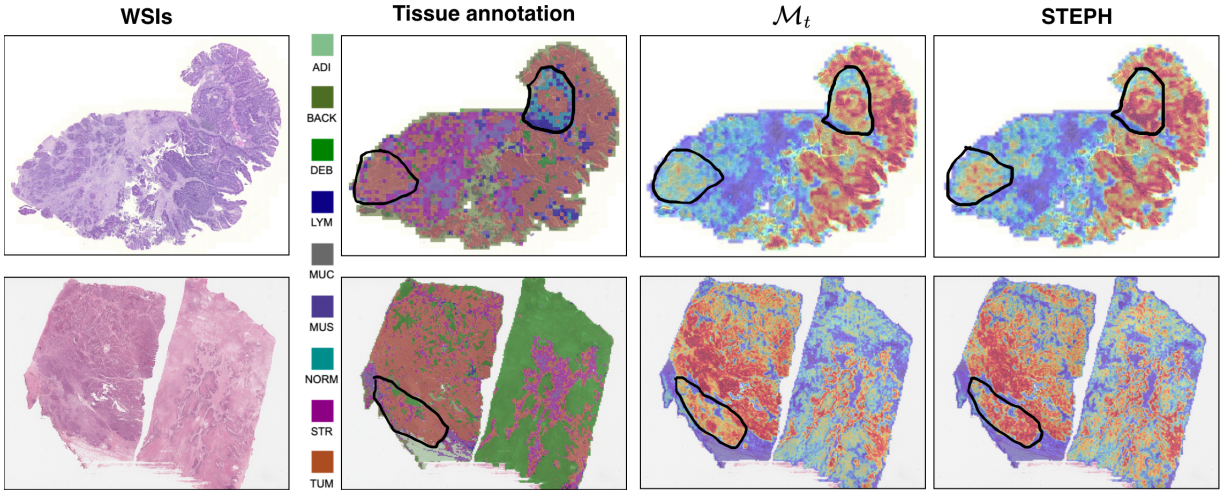 WSIs
Tissue annotation
𝓜ₜ
STEPH
ADI
BACK
DEB
LYM
MUC
MUS
NORM
STR
TUM